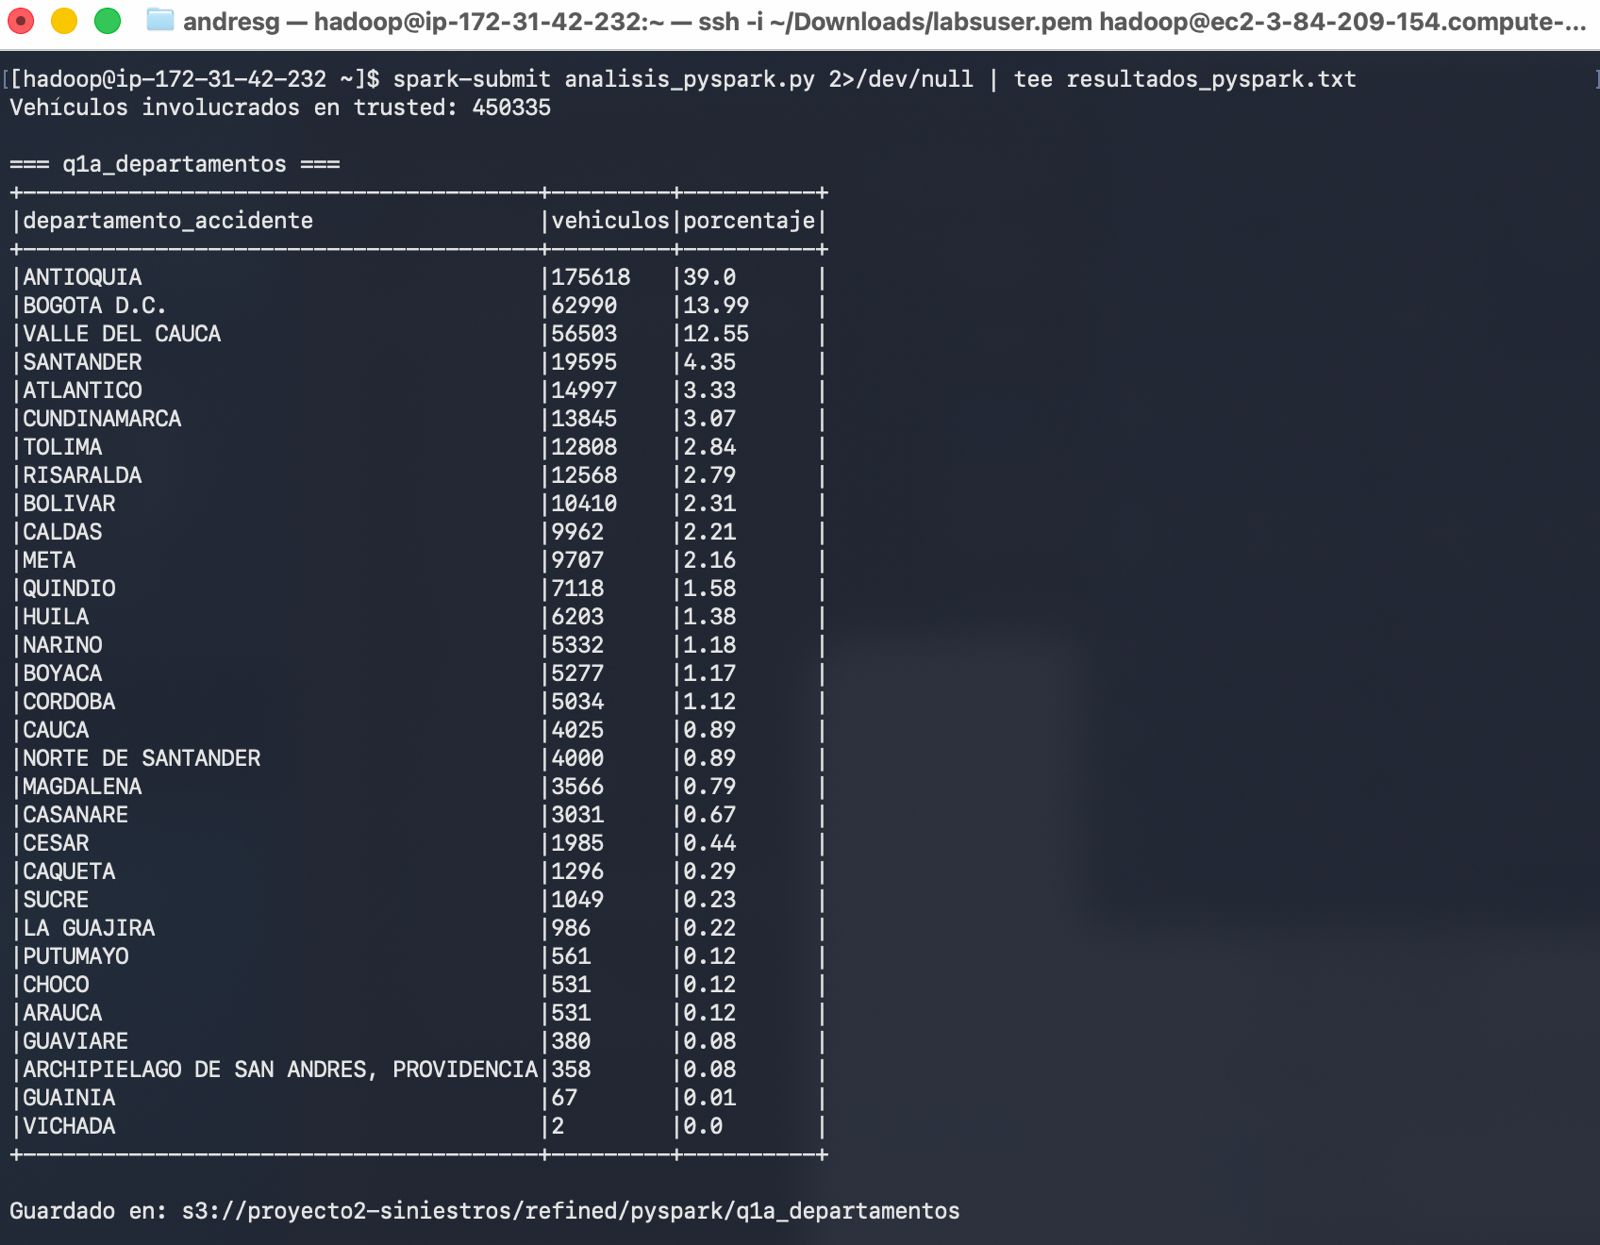 andresg — hadoop@ip-172-31-42-232:~ — ssh -i ~/Downloads/labsuser.pem hadoop@ec2-3-84-209-154.compute-...
[[hadoop@ip-172-31-42-232 ~]$ spark-submit analisis_pyspark.py 2>/dev/null | tee resultados_pyspark.txt ]
Vehículos involucrados en trusted: 450335
=== q1a_departamentos ===
+---------------------------------------+---------+----------+
|departamento_accidente                 |vehiculos|porcentaje|
+---------------------------------------+---------+----------+
|ANTIOQUIA                              |175618   |39.0      |
|BOGOTA D.C.                            |62990    |13.99     |
|VALLE DEL CAUCA                        |56503    |12.55     |
|SANTANDER                              |19595    |4.35      |
|ATLANTICO                              |14997    |3.33      |
|CUNDINAMARCA                           |13845    |3.07      |
|TOLIMA                                 |12808    |2.84      |
|RISARALDA                              |12568    |2.79      |
|BOLIVAR                                |10410    |2.31      |
|CALDAS                                 |9962     |2.21      |
|META                                   |9707     |2.16      |
|QUINDIO                                |7118     |1.58      |
|HUILA                                  |6203     |1.38      |
|NARINO                                 |5332     |1.18      |
|BOYACA                                 |5277     |1.17      |
|CORDOBA                                |5034     |1.12      |
|CAUCA                                  |4025     |0.89      |
|NORTE DE SANTANDER                     |4000     |0.89      |
|MAGDALENA                              |3566     |0.79      |
|CASANARE                               |3031     |0.67      |
|CESAR                                  |1985     |0.44      |
|CAQUETA                                |1296     |0.29      |
|SUCRE                                  |1049     |0.23      |
|LA GUAJIRA                             |986      |0.22      |
|PUTUMAYO                               |561      |0.12      |
|CHOCO                                  |531      |0.12      |
|ARAUCA                                 |531      |0.12      |
|GUAVIARE                               |380      |0.08      |
|ARCHIPIELAGO DE SAN ANDRES, PROVIDENCIA|358      |0.08      |
|GUAINIA                                |67       |0.01      |
|VICHADA                                |2        |0.0       |
+---------------------------------------+---------+----------+
Guardado en: s3://proyecto2-siniestros/refined/pyspark/q1a_departamentos